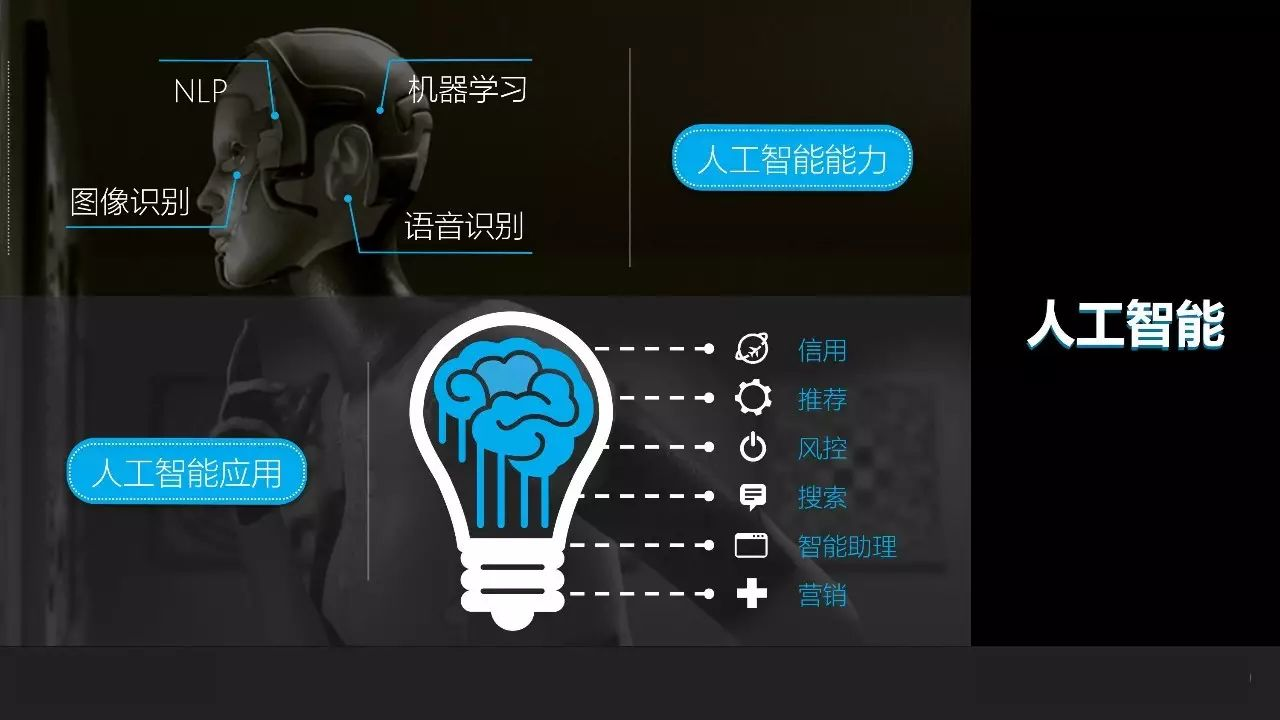 NLP
机器学习
人工智能能力
图像识别
语音识别
人工智能
信用
推荐
风控
人工智能应用
搜索
智能助理
营销